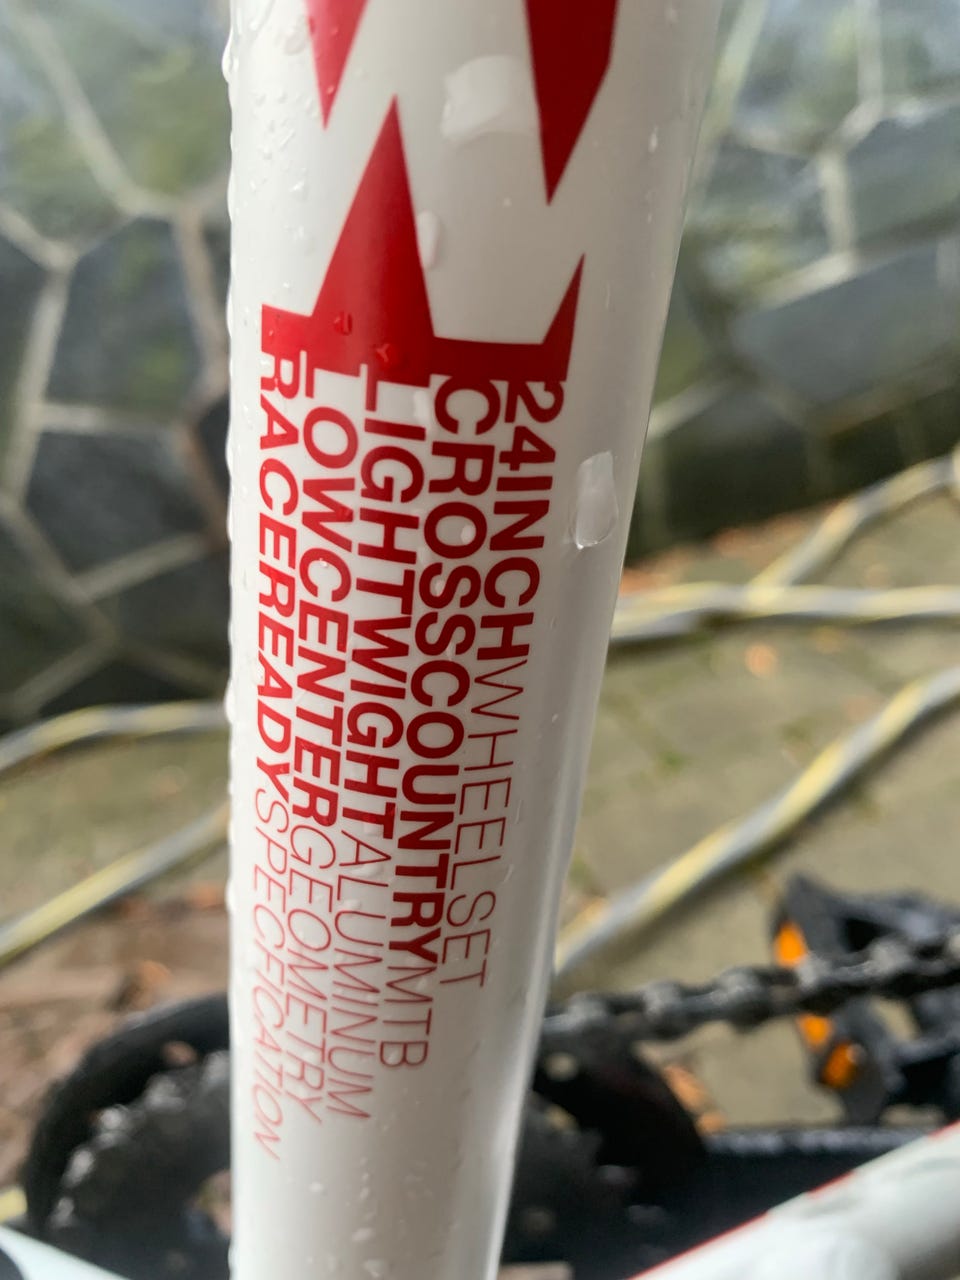 24INCHWHEELSET
CROSSCOUNTRYMTB
LIGHTWIGHTALUMINUM
LOWCENTERGEOMETRY
RACEREADYSPECFICATION